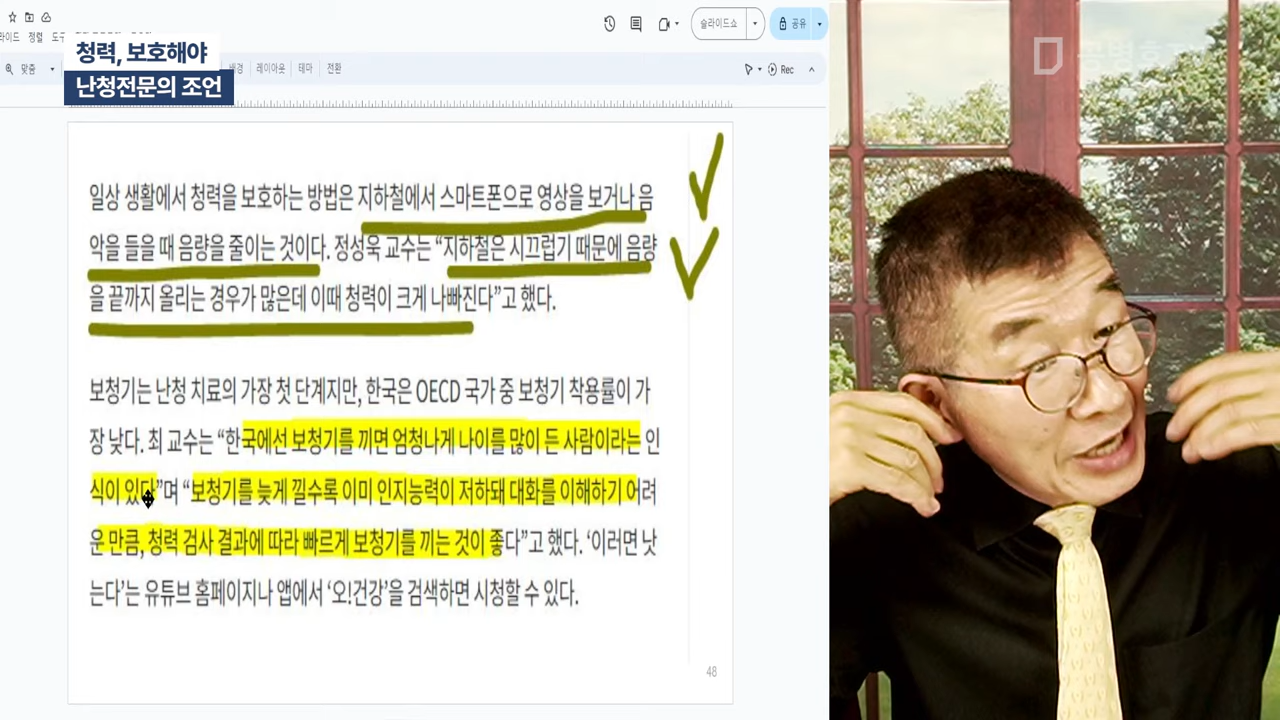 슬라이드쇼
공유
라이드 정렬 도구
청력, 보호해야
난청전문의 조언
맞춤
배경 레이아웃 테마 전환
Rec
일상 생활에서 청력을 보호하는 방법은 지하철에서 스마트폰으로 영상을 보거나 음
악을 들을 때 음량을 줄이는 것이다. 정성욱 교수는 “지하철은 시끄럽기 때문에 음량
을 끝까지 올리는 경우가 많은데 이때 청력이 크게 나빠진다”고 했다.
보청기는 난청 치료의 가장 첫 단계지만, 한국은 OECD 국가 중 보청기 착용률이 가
장 낮다. 최 교수는 “한국에선 보청기를 끼면 엄청나게 나이를 많이 든 사람이라는 인
식이 있다”며 “보청기를 늦게 낄수록 이미 인지능력이 저하돼 대화를 이해하기 어려
운 만큼, 청력 검사 결과에 따라 빠르게 보청기를 끼는 것이 좋다”고 했다. ‘이러면 낫
는다’는 유튜브 홈페이지나 앱에서 ‘오!건강’을 검색하면 시청할 수 있다.
48